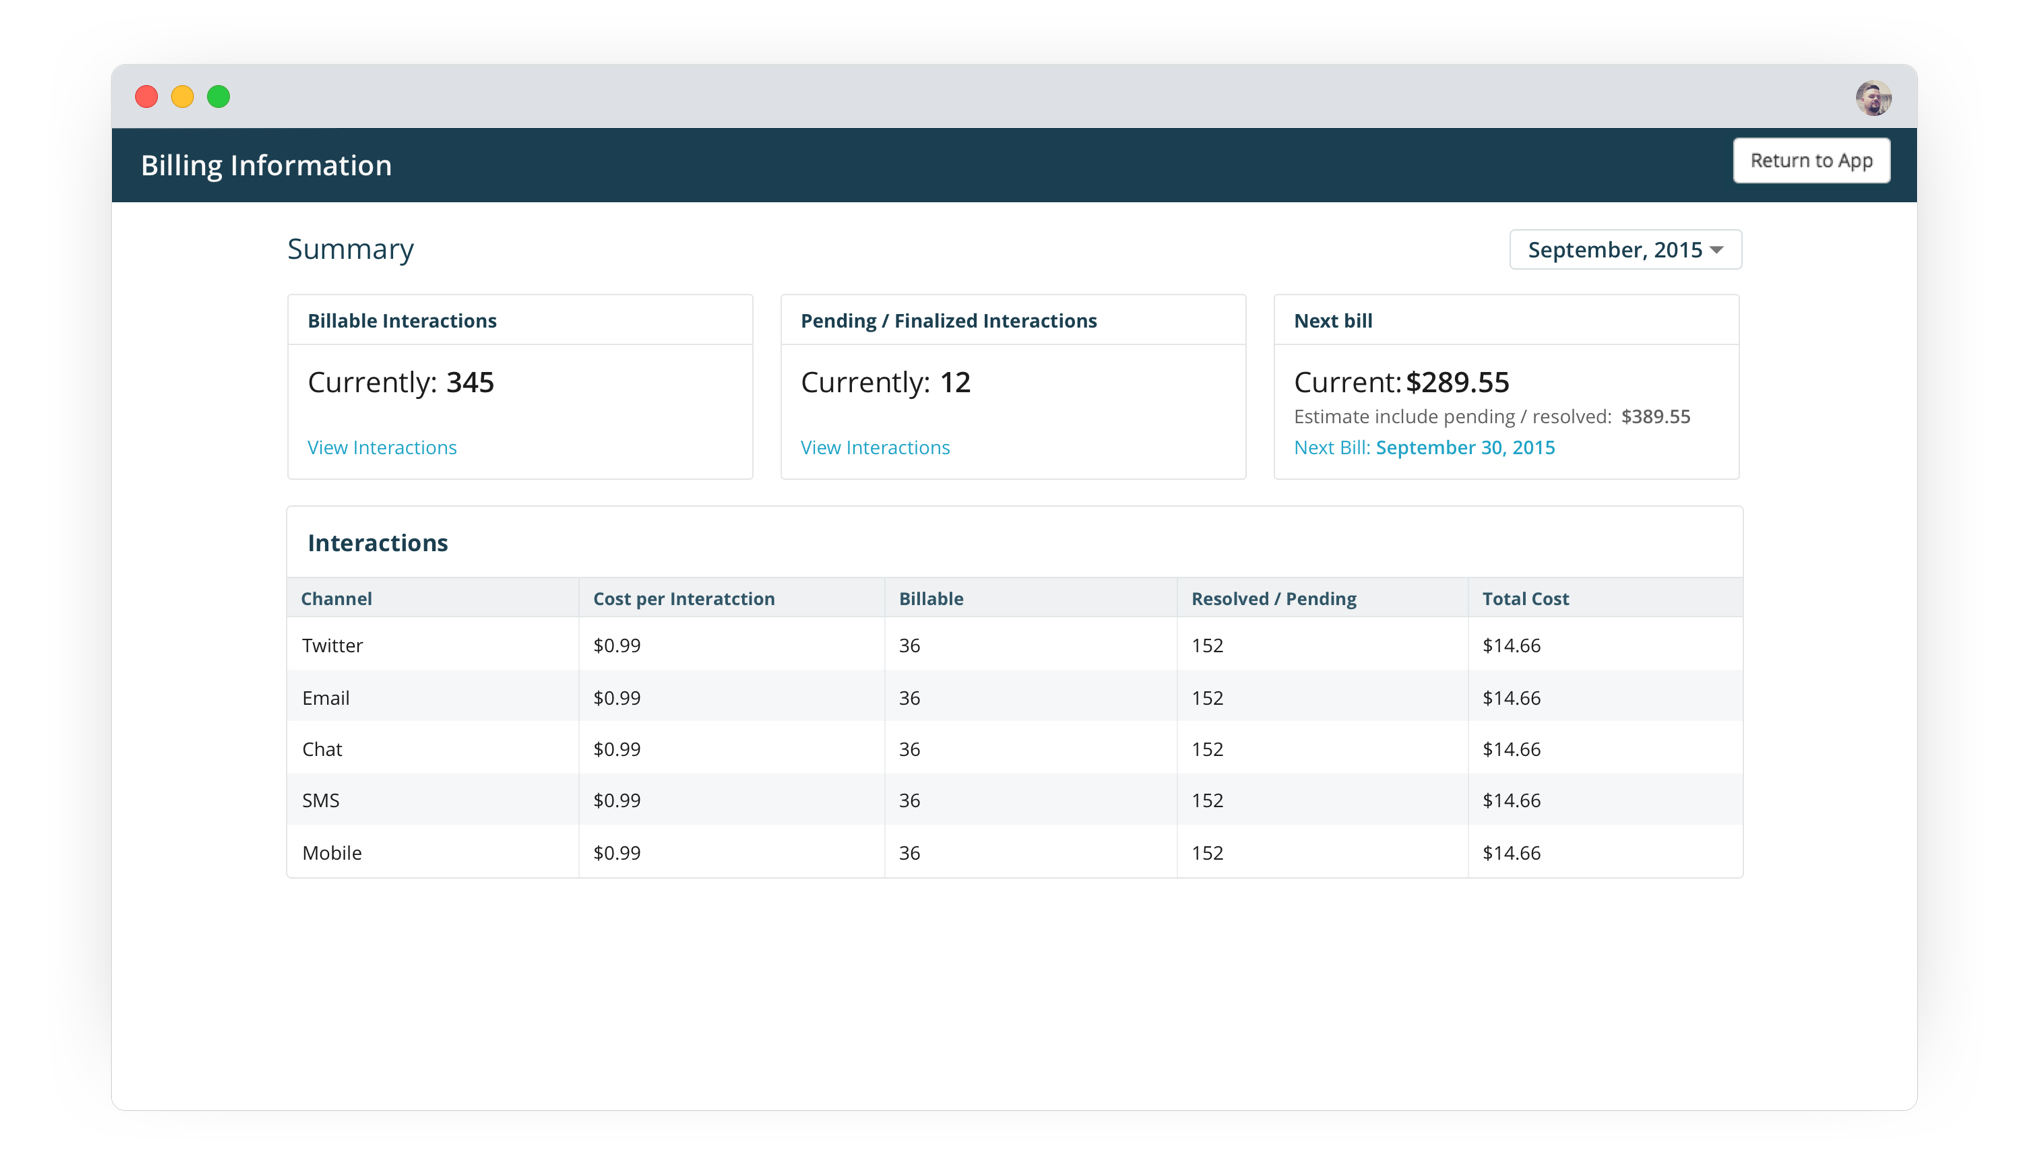 Billing Information
Return to App
Summary
September, 2015
Billable Interactions
Currently: 345
View Interactions
Pending / Finalized Interactions
Currently: 12
View Interactions
Next bill
Current: $289.55
Estimate include pending / resolved: $389.55
Next Bill: September 30, 2015
Interactions
Channel Cost per Interatction Billable Resolved / Pending Total Cost
Twitter $0.99 36 152 $14.66
Email $0.99 36 152 $14.66
Chat $0.99 36 152 $14.66
SMS $0.99 36 152 $14.66
Mobile $0.99 36 152 $14.66